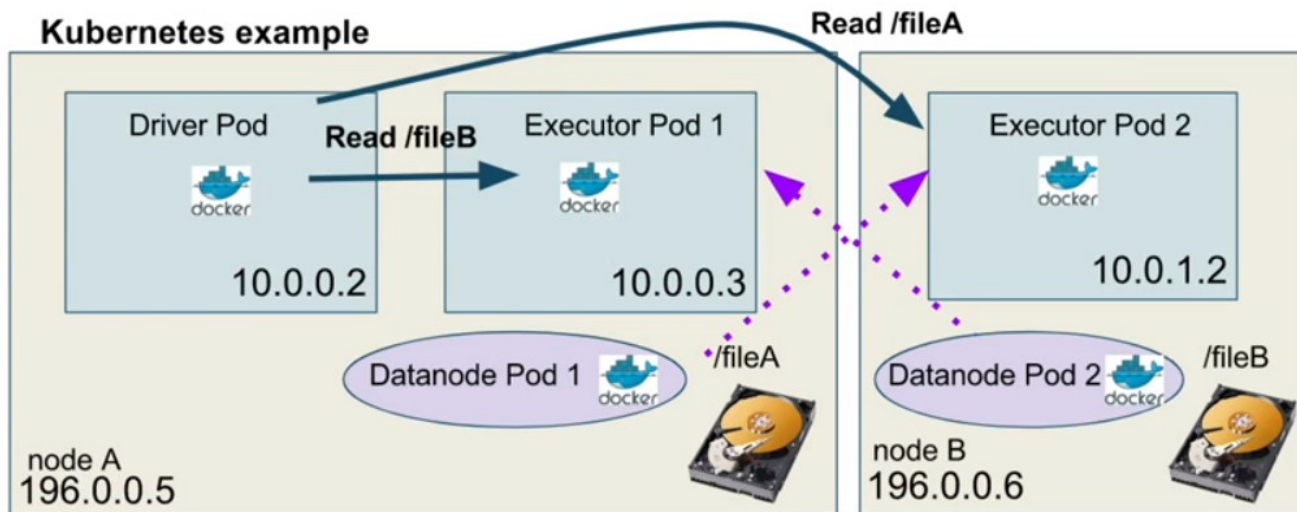 Kubernetes example
Read /fileA
Driver Pod
docker
10.0.0.2
Read /fileB
Executor Pod 1
docker
10.0.0.3
Executor Pod 2
docker
10.0.1.2
Datanode Pod 1
docker
/fileA
Datanode Pod 2
docker
/fileB
node A
196.0.0.5
node B
196.0.0.6